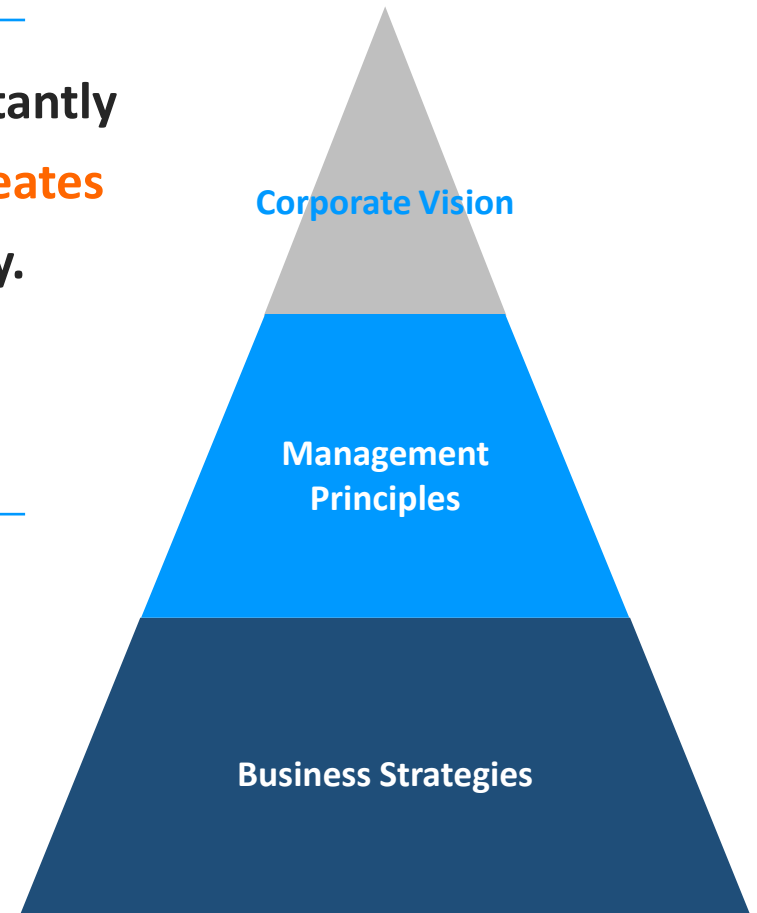 tantly
eates
y.
Corporate Vision
Management
Principles
Business Strategies